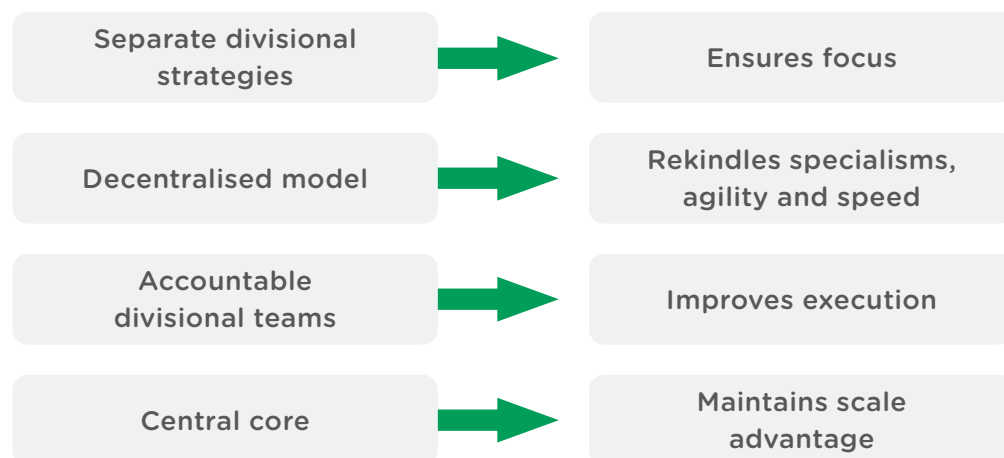 Separate divisional
strategies
Ensures focus
Decentralised model
Rekindles specialisms,
agility and speed
Accountable
divisional teams
Improves execution
Central core
Maintains scale
advantage